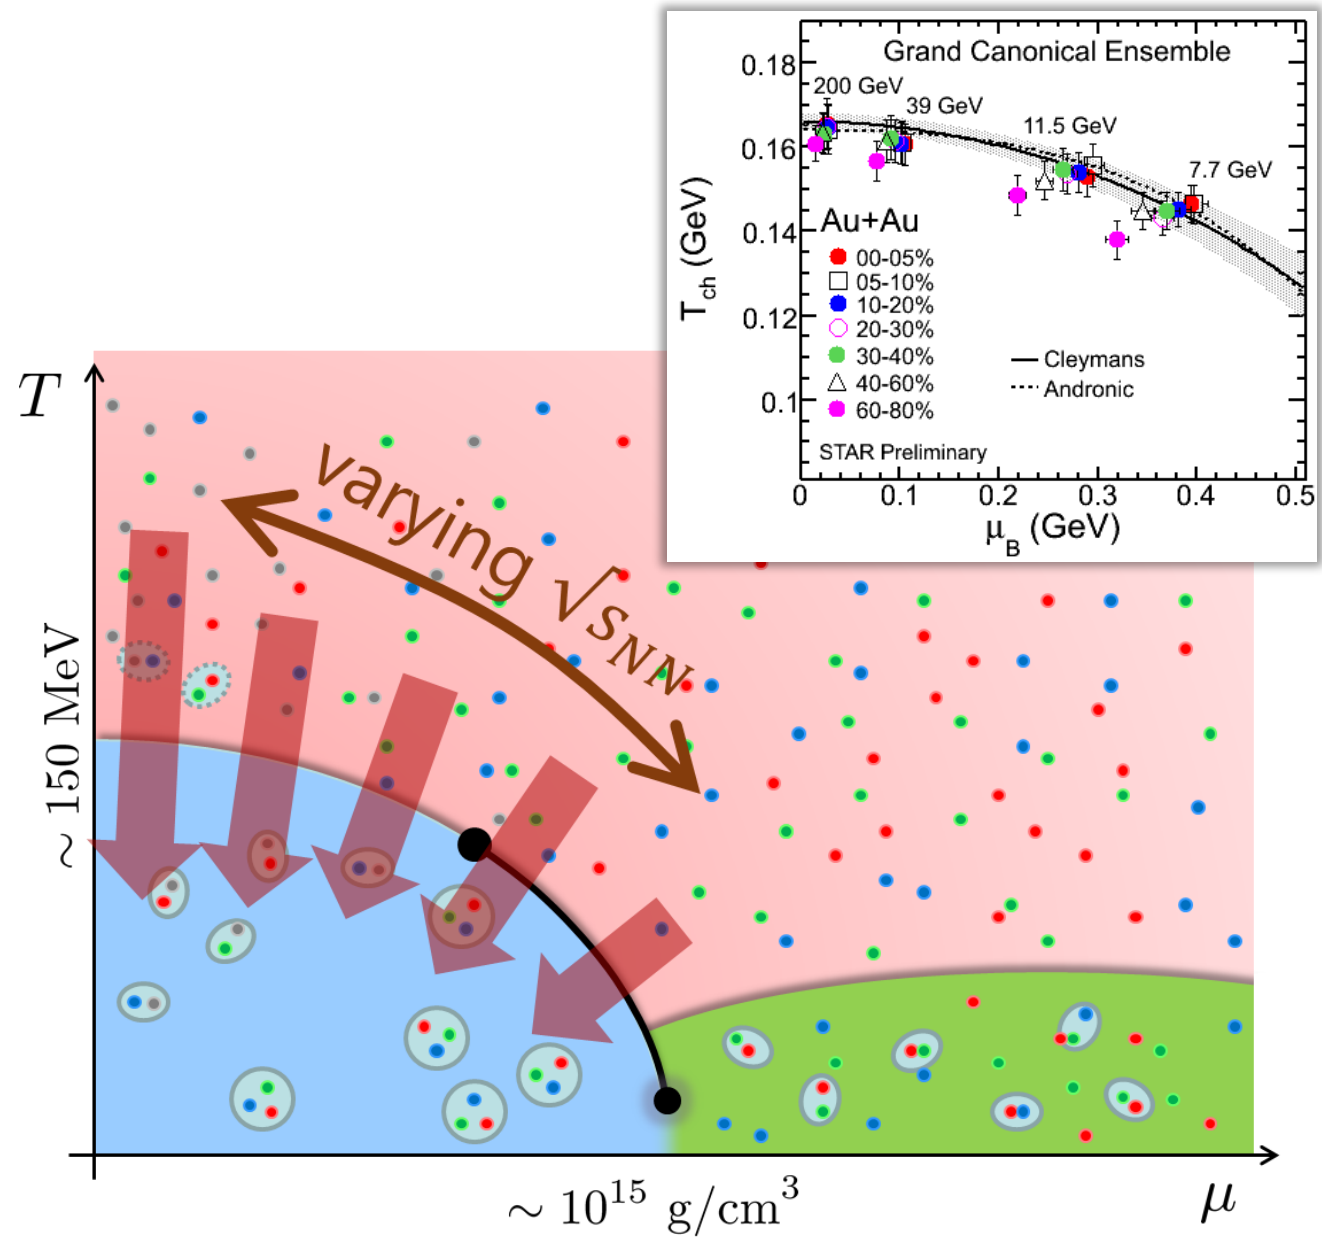 Grand Canonical Ensemble
200 GeV
39 GeV
11.5 GeV
7.7 GeV
0.18
0.16
0.14
0.12
0.1
T_ch (GeV)
Au+Au
00-05%
05-10%
10-20%
20-30%
30-40%
40-60%
60-80%
Cleymans
Andronic
STAR Preliminary
0 0.1 0.2 0.3 0.4 0.5
μ_B (GeV)
T
varying √s_NN
~ 150 MeV
~ 10^15 g/cm^3
μ